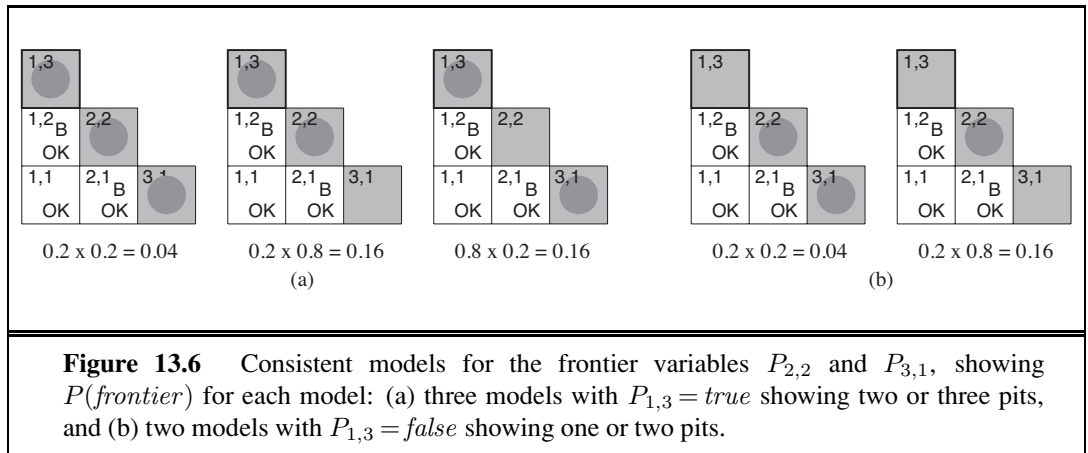 1,3 1,3 1,3 1,3 1,3
1,2 B 2,2 1,2 B 2,2 1,2 B 2,2 1,2 B 2,2 1,2 B 2,2
OK OK OK OK OK
1,1 2,1 B 3,1 1,1 2,1 B 3,1 1,1 2,1 B 3,1 1,1 2,1 B 3,1 1,1 2,1 B 3,1
OK OK OK OK OK OK OK OK OK OK
0.2 x 0.2 = 0.04 0.2 x 0.8 = 0.16 0.8 x 0.2 = 0.16 0.2 x 0.2 = 0.04 0.2 x 0.8 = 0.16
(a) (b)
Figure 13.6 Consistent models for the frontier variables P2,2 and P3,1, showing
P(frontier) for each model: (a) three models with P1,3 = true showing two or three pits,
and (b) two models with P1,3 = false showing one or two pits.